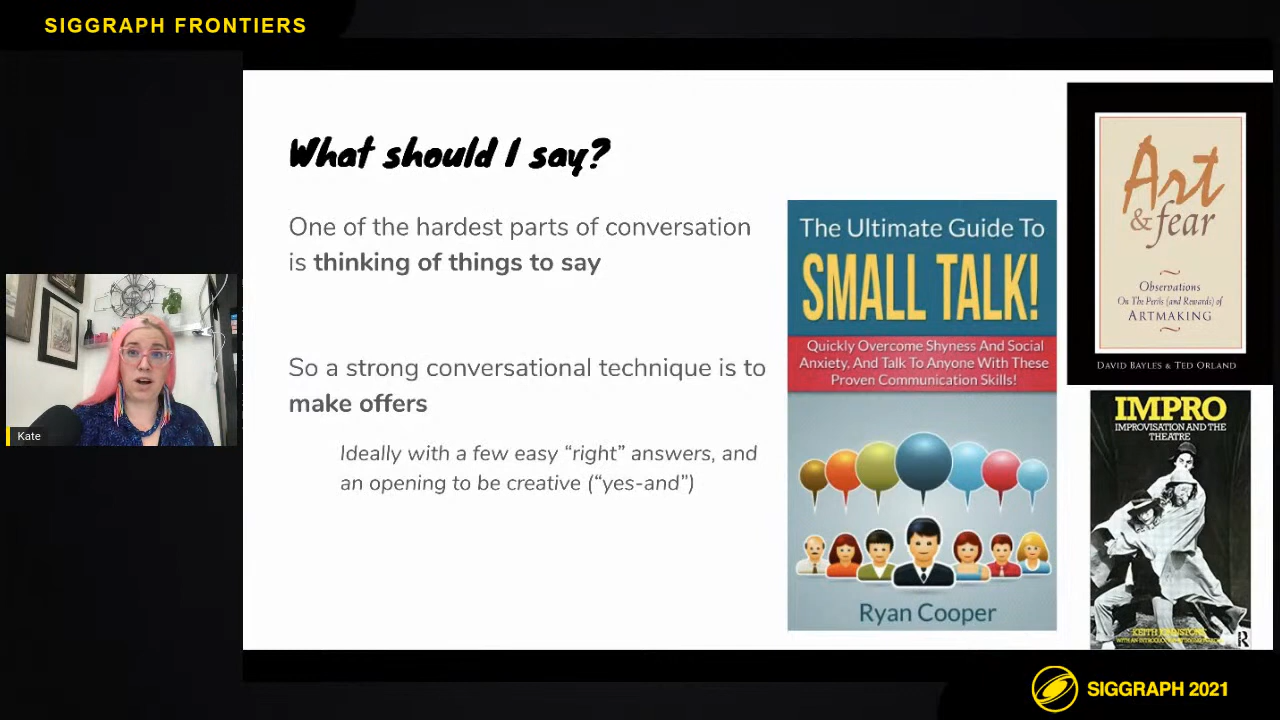 SIGGRAPH FRONTIERS
What should I say?
One of the hardest parts of conversation
is thinking of things to say
So a strong conversational technique is to
make offers
Ideally with a few easy “right” answers, and
an opening to be creative (“yes-and”)
The Ultimate Guide To
SMALL TALK!
Quickly Overcome Shyness And Social
Anxiety, And Talk To Anyone With These
Proven Communication Skills!
Ryan Cooper
Art
& fear
Observations
On The Perils (and Rewards) of
ARTMAKING
DAVID BAYLES & TED ORLAND
IMPRO
IMPROVISATION AND THE
THEATRE
KEITH JOHNSTONE
R
Kate
SIGGRAPH 2021